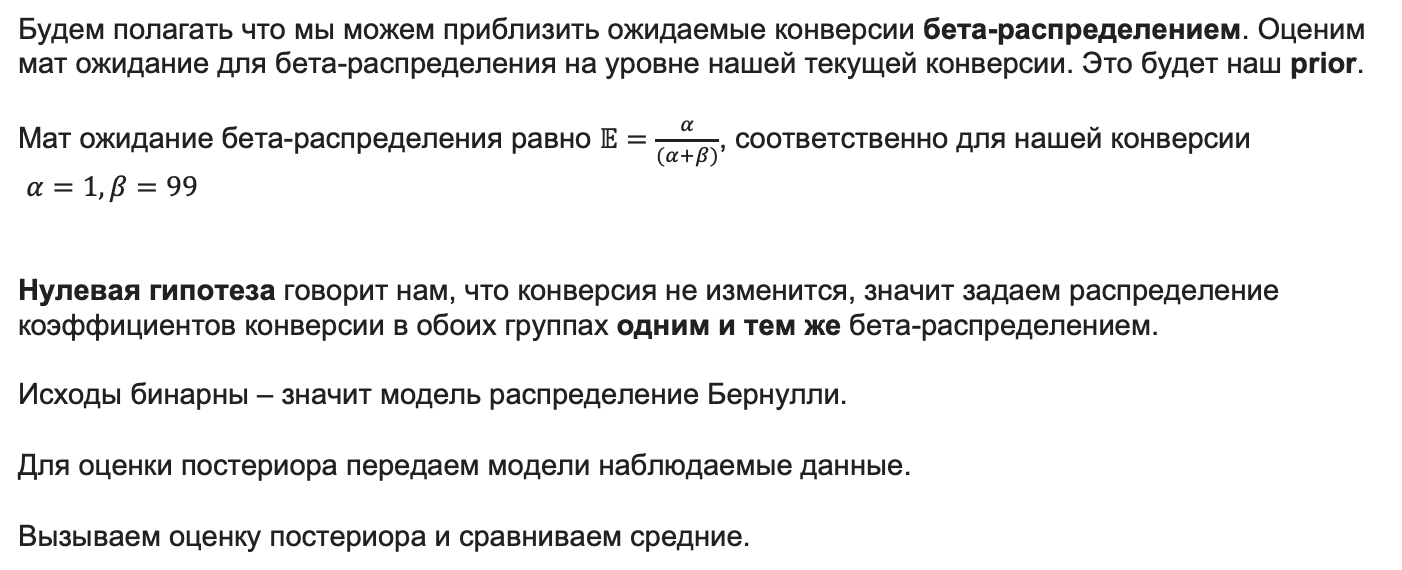 Будем полагать что мы можем приблизить ожидаемые конверсии бета-распределением. Оценим
мат ожидание для бета-распределения на уровне нашей текущей конверсии. Это будет наш prior.
Мат ожидание бета-распределения равно 𝔼 = α/(α+β), соответственно для нашей конверсии
α = 1, β = 99
Нулевая гипотеза говорит нам, что конверсия не изменится, значит задаем распределение
коэффициентов конверсии в обоих группах одним и тем же бета-распределением.
Исходы бинарны – значит модель распределение Бернулли.
Для оценки постериора передаем модели наблюдаемые данные.
Вызываем оценку постериора и сравниваем средние.